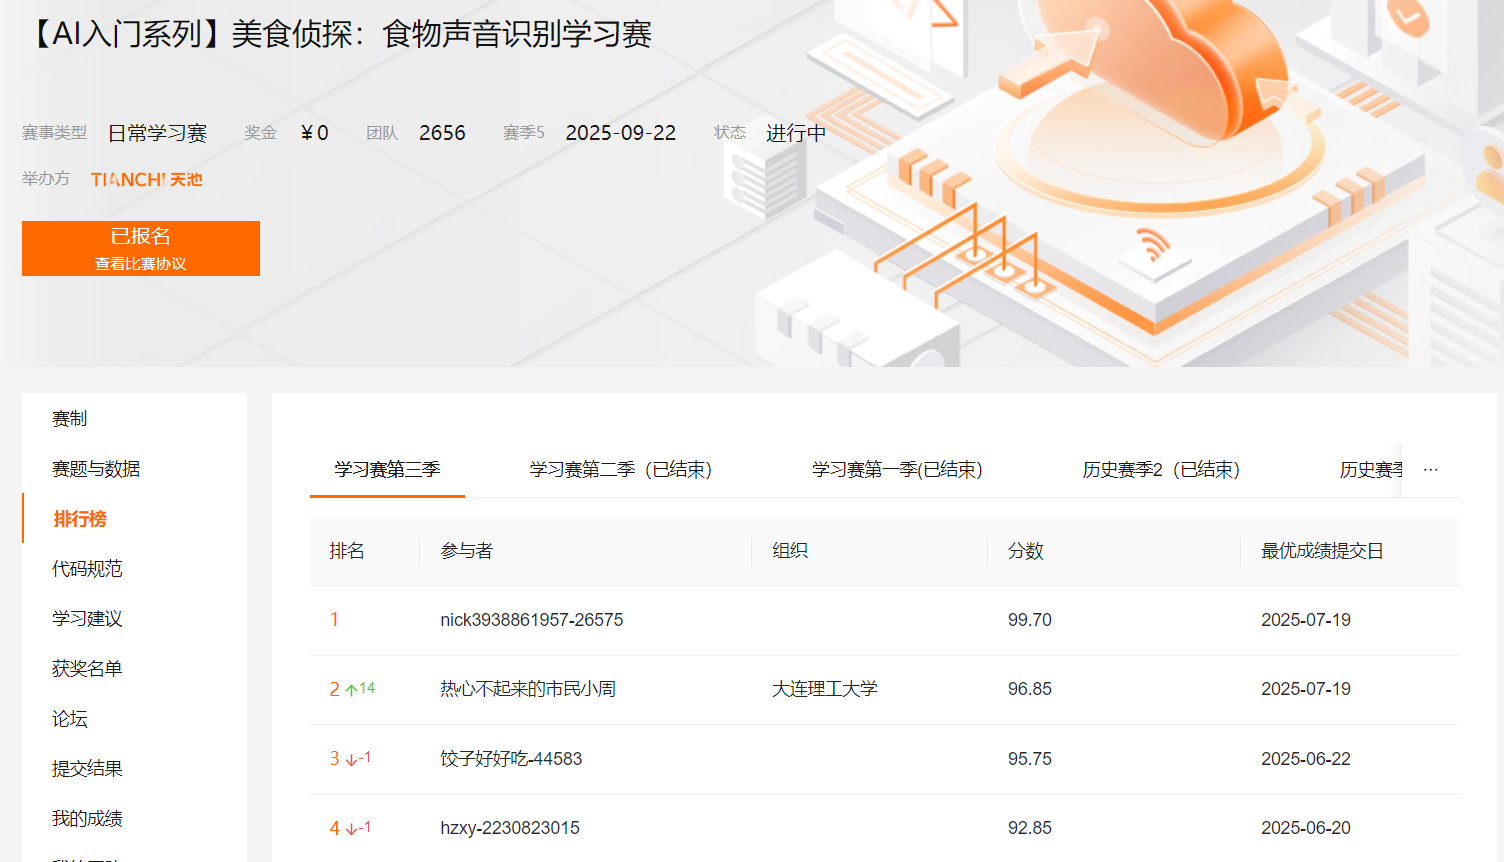 【AI入门系列】美食侦探：食物声音识别学习赛
赛事类型 日常学习赛 奖金 ¥0 团队 2656 赛季5 2025-09-22 状态 进行中
举办方 TIANCHI 天池
已报名
查看比赛协议
赛制
赛题与数据
排行榜
代码规范
学习建议
获奖名单
论坛
提交结果
我的成绩
学习赛第三季 学习赛第二季（已结束） 学习赛第一季(已结束) 历史赛季2（已结束） 历史赛季 ...
排名 参与者 组织 分数 最优成绩提交日
1 nick3938861957-26575 99.70 2025-07-19
2 ↑14 热心不起来的市民小周 大连理工大学 96.85 2025-07-19
3 ↓-1 饺子好好吃-44583 95.75 2025-06-22
4 ↓-1 hzxy-2230823015 92.85 2025-06-20